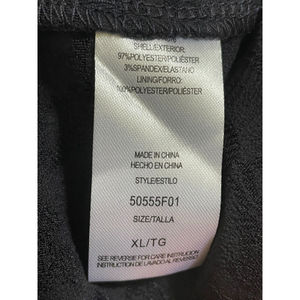 SHELL/EXTERIOR:
97%POLYESTER/POLIÉSTER
3%SPANDEX/ELASTANO
LINING/FORRO:
100%POLYESTER/POLIÉSTER
MADE IN CHINA
HECHO EN CHINA
STYLE/ESTILO
50555F01
SIZE/TALLA
XL/TG
SEE REVERSE FOR CARE INSTRUCTION
INSTRUCTION DE LAVADO AL REVERSO